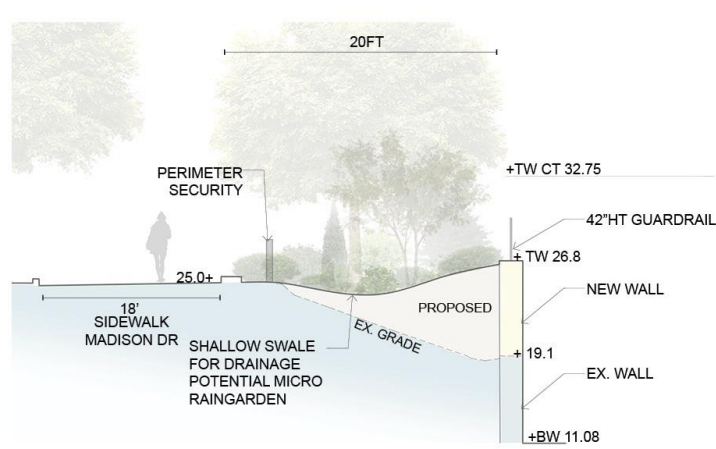 20FT
+TW CT 32.75
PERIMETER
SECURITY
42"HT GUARDRAIL
+ TW 26.8
25.0+
NEW WALL
PROPOSED
18'
SIDEWALK
MADISON DR
EX. GRADE
SHALLOW SWALE
FOR DRAINAGE
POTENTIAL MICRO
RAINGARDEN
+ 19.1
EX. WALL
+BW 11.08